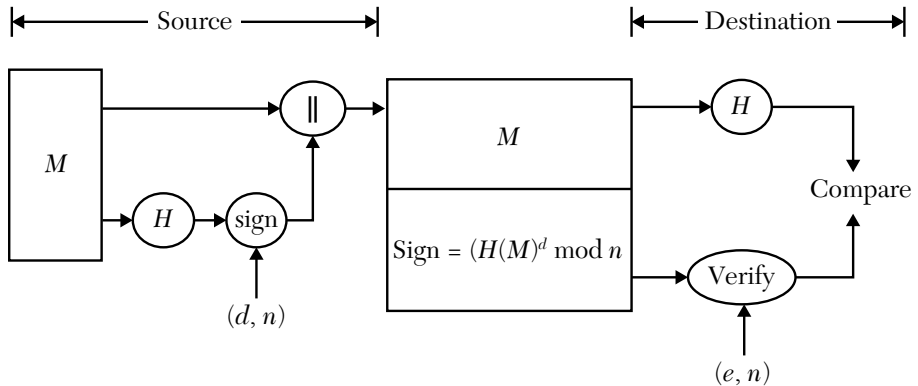 Source
Destination
M
H
sign
(d, n)
||
M
Sign = (H(M)^d mod n
H
Compare
Verify
(e, n)